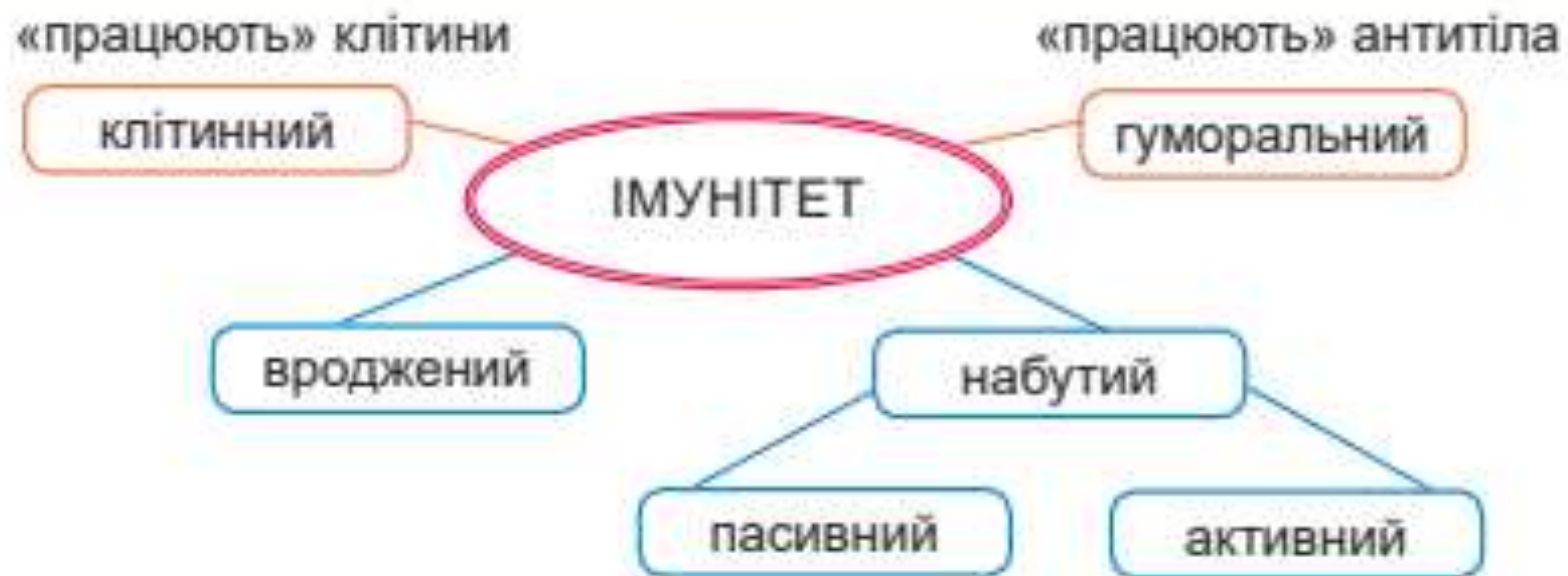 «працюють» клітини
«працюють» антитіла
клітинний
гуморальний
ІМУНІТЕТ
вроджений
набутий
пасивний
активний